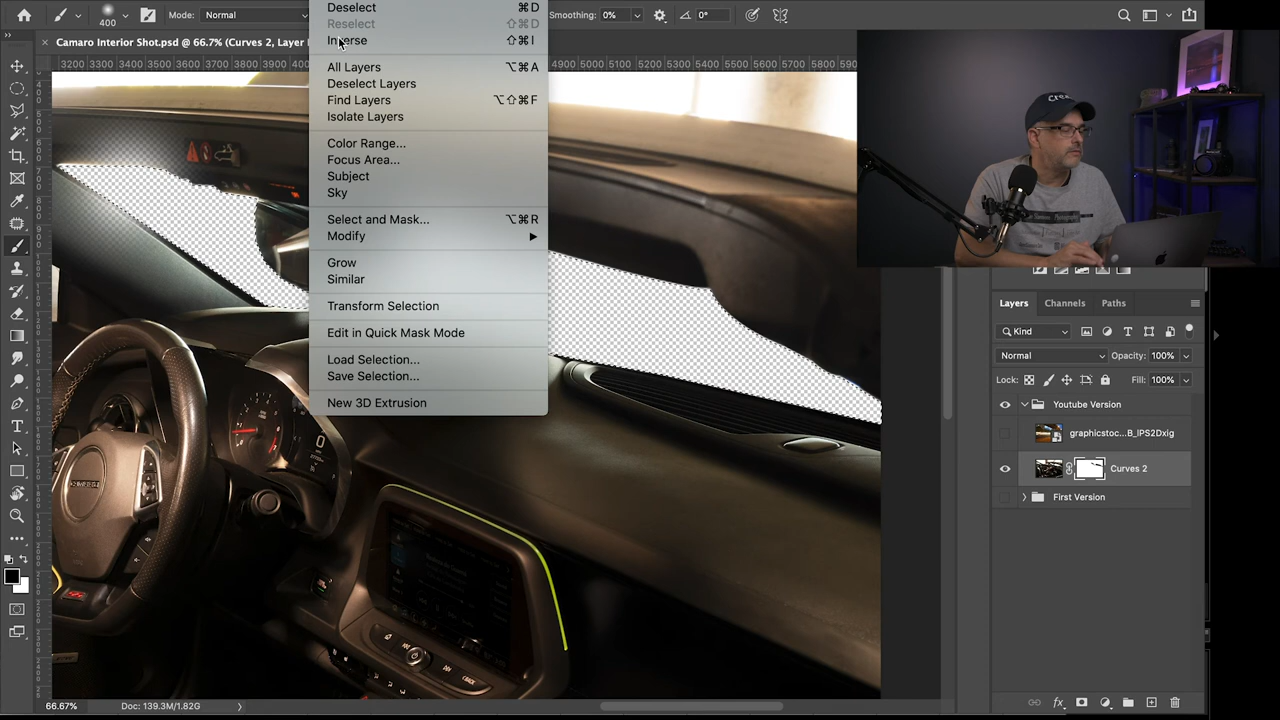 400
Mode:
Normal
Smoothing:
0%
0°
Camaro Interior Shot.psd @ 66.7% (Curves 2, Layer
3200 3300 3400 3500 3600 3700 3800 3900
4900 5000 5100 5200 5300 5400 5500 5600 5700 5800
Deselect ⌘D
Reselect ⇧⌘D
Inverse ⇧⌘I
All Layers ⌥⌘A
Deselect Layers
Find Layers ⌥⇧⌘F
Isolate Layers
Color Range...
Focus Area...
Subject
Sky
Select and Mask... ⌥⌘R
Modify
Grow
Similar
Transform Selection
Edit in Quick Mask Mode
Load Selection...
Save Selection...
New 3D Extrusion
Layers Channels Paths
Kind
Normal
Opacity: 100%
Lock:
Fill: 100%
Youtube Version
graphicstoc...B_lPS2Dxig
Curves 2
First Version
66.67%
Doc: 139.3M/1.82G